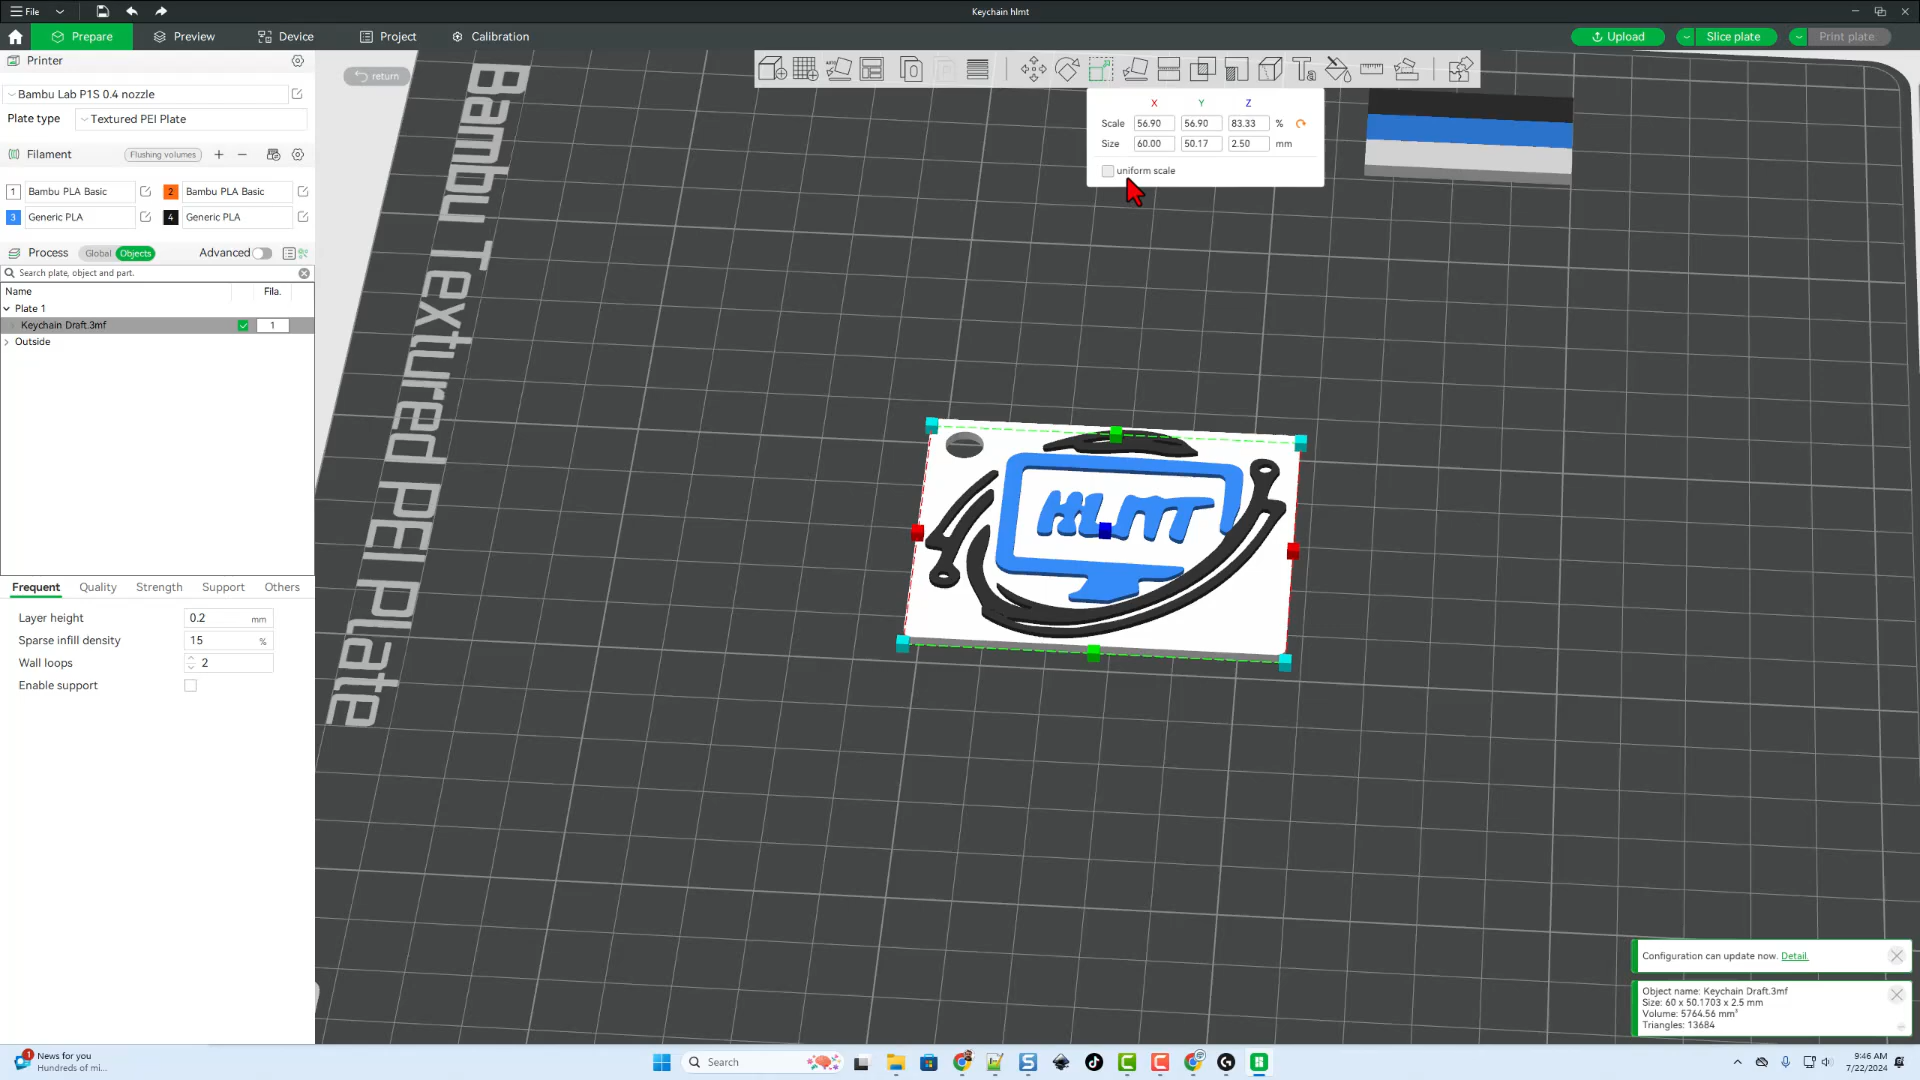 File
Keychain hlmt
Prepare
Preview
Device
Project
Calibration
Upload
Slice plate
Print plate
Printer
return
Bambu Lab P1S 0.4 nozzle
Plate type
Textured PEI Plate
Filament
Flushing volumes
1 Bambu PLA Basic
2 Bambu PLA Basic
3 Generic PLA
4 Generic PLA
Process
Global
Objects
Advanced
Search plate, object and part.
Name
Fila.
Plate 1
Keychain Draft.3mf
1
Outside
Frequent
Quality
Strength
Support
Others
Layer height
0.2 mm
Sparse infill density
15 %
Wall loops
2
Enable support
X Y Z
Scale 56.90 56.90 83.33 %
Size 60.00 50.17 2.50 mm
uniform scale
Bambu Textured PEI Plate
HLMT
Configuration can update now. Detail.
Object name: Keychain Draft.3mf
Size: 60 x 50.1703 x 2.5 mm
Volume: 5764.56 mm³
Triangles: 13684
1
News for you
Hundreds of mi...
Search
9:46 AM
7/22/2024